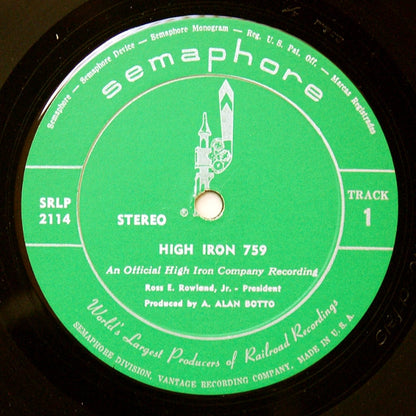 Semaphore — Semaphore Device — Semaphore Monogram — Reg. U. S. Pat. Off. — Marcas Registradas
semaphore
SRLP
2114
STEREO
®
TRACK
1
HIGH IRON 759
An Official High Iron Company Recording
Ross E. Rowland, Jr. - President
Produced by A. ALAN BOTTO
World's Largest Producers of Railroad Recordings
SEMAPHORE DIVISION, VANTAGE RECORDING COMPANY, MADE IN U.S.A.